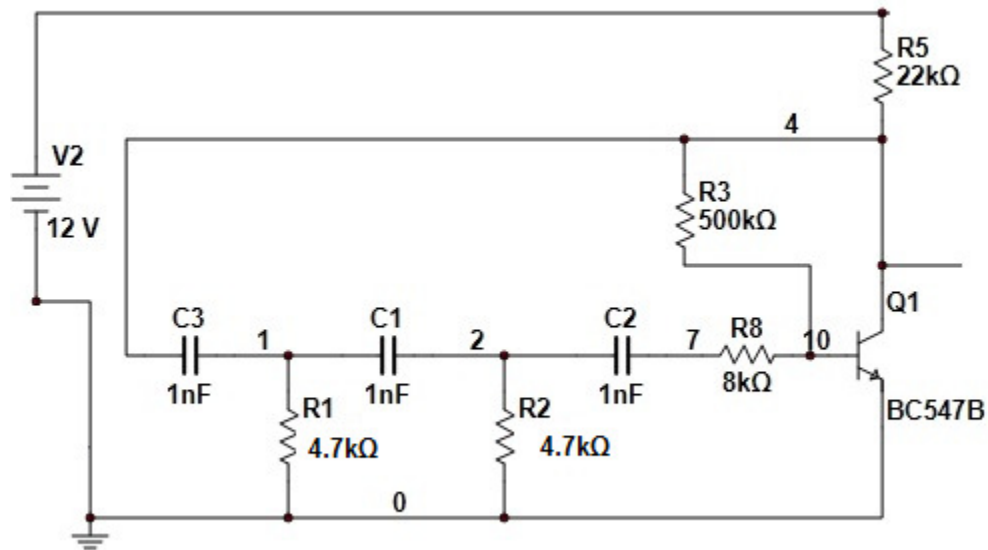 R5
22kΩ
4
V2
12 V
R3
500kΩ
Q1
C3
1
C1
2
C2
7
R8
10
1nF
1nF
1nF
8kΩ
BC547B
R1
4.7kΩ
R2
4.7kΩ
0